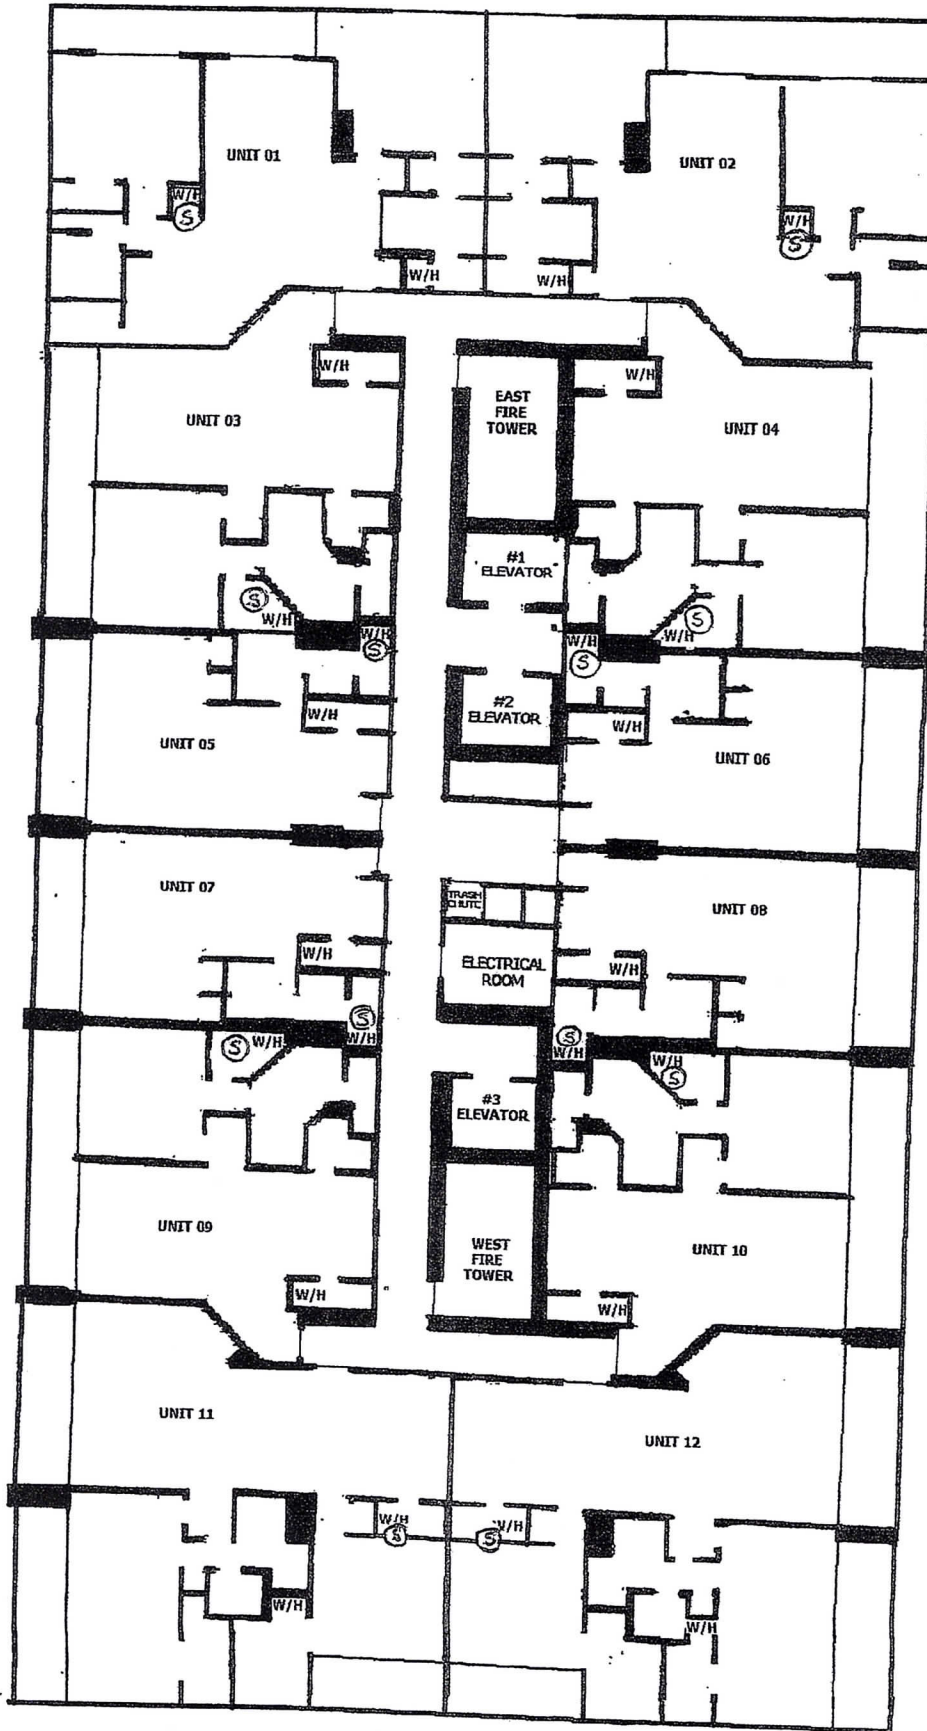 UNIT 01
UNIT 02
W/H
S
W/H
S
W/H
W/H
W/H
W/H
UNIT 03
EAST
FIRE
TOWER
UNIT 04
#1
ELEVATOR
S
W/H
W/H
S
W/H
S
S
W/H
W/H
#2
ELEVATOR
W/H
UNIT 05
UNIT 06
UNIT 07
TRASH
CHUTE
UNIT 08
W/H
ELECTRICAL
ROOM
W/H
S
W/H
S
W/H
S
W/H
W/H
S
#3
ELEVATOR
UNIT 09
WEST
FIRE
TOWER
UNIT 10
W/H
W/H
UNIT 11
UNIT 12
W/H
S
W/H
S
W/H
W/H